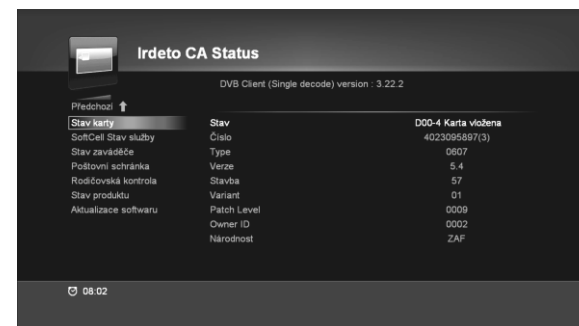 Irdeto CA Status
DVB Client (Single decode) version : 3.22.2
Předchozí
Stav karty Stav D00-4 Karta vložena
SoftCell Stav služby Číslo 4023095897(3)
Stav zaváděče Type 0607
Poštovní schránka Verze 5.4
Rodičovská kontrola Stavba 57
Stav produktu Variant 01
Aktualizace softwaru Patch Level 0009
Owner ID 0002
Národnost ZAF
08:02